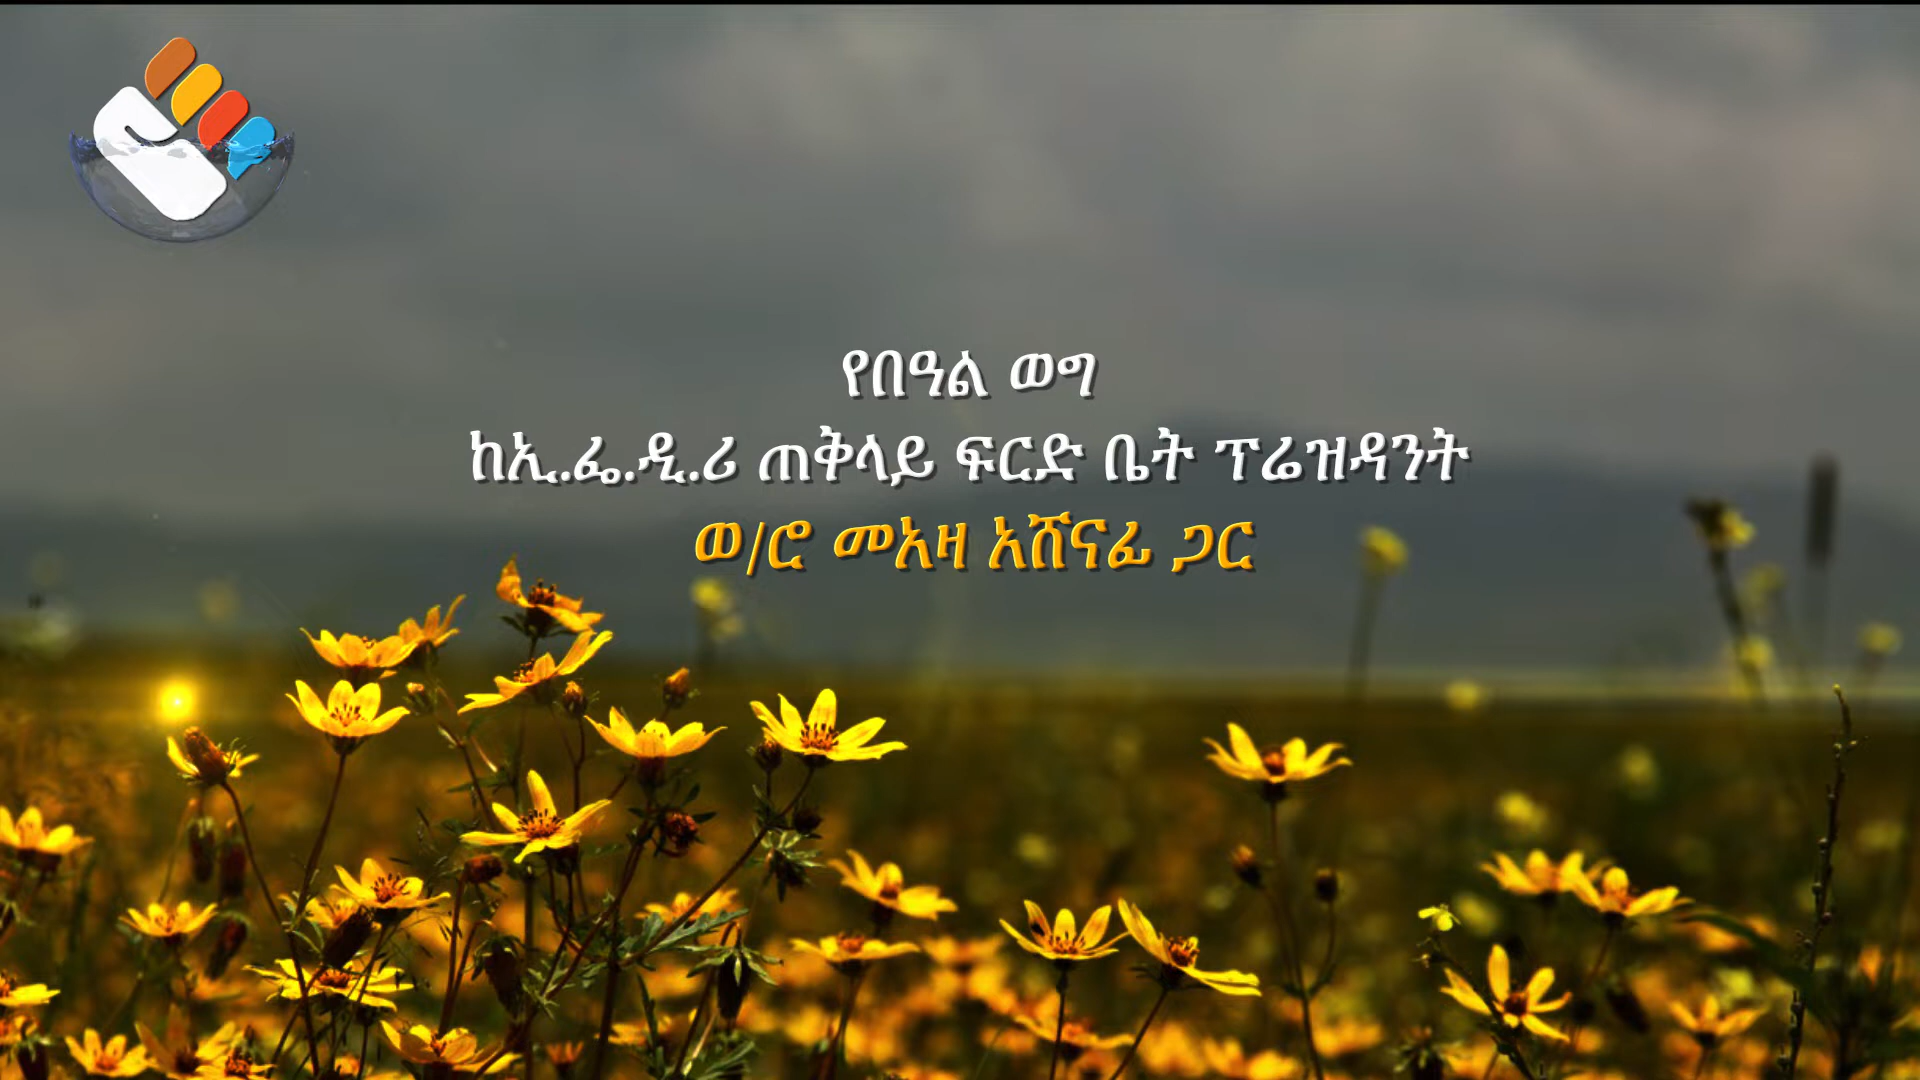 የበዓል ወግ
ከኢ.ፌ.ዲ.ሪ ጠቅላይ ፍርድ ቤት ፕሬዝዳንት
ወ/ሮ መአዛ አሸናፊ ጋር